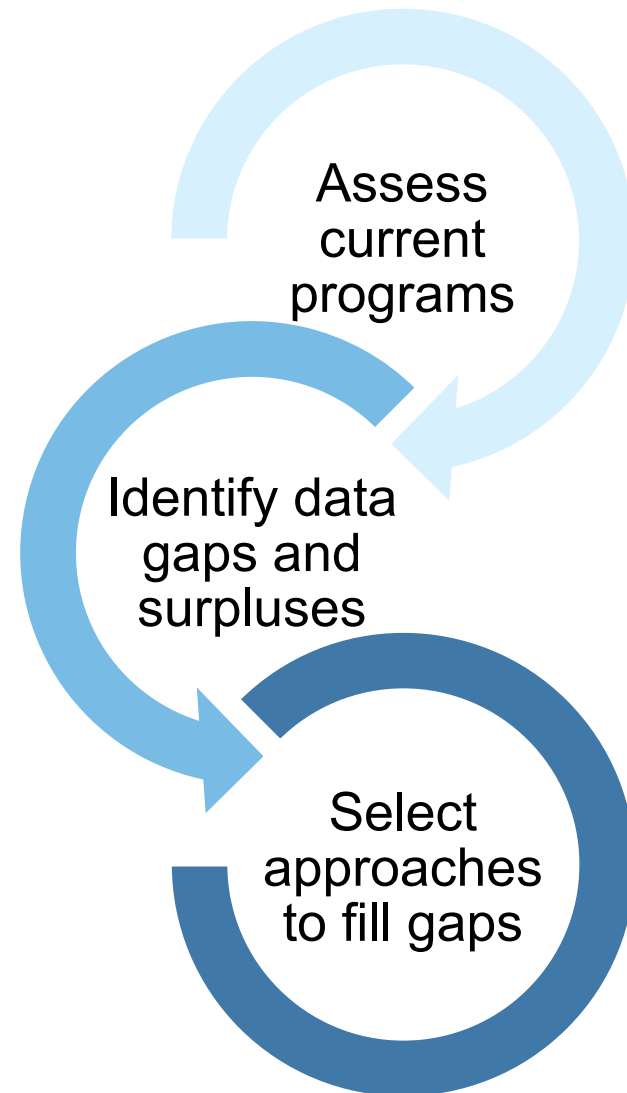 Assess
current
programs
Identify data
gaps and
surpluses
Select
approaches
to fill gaps